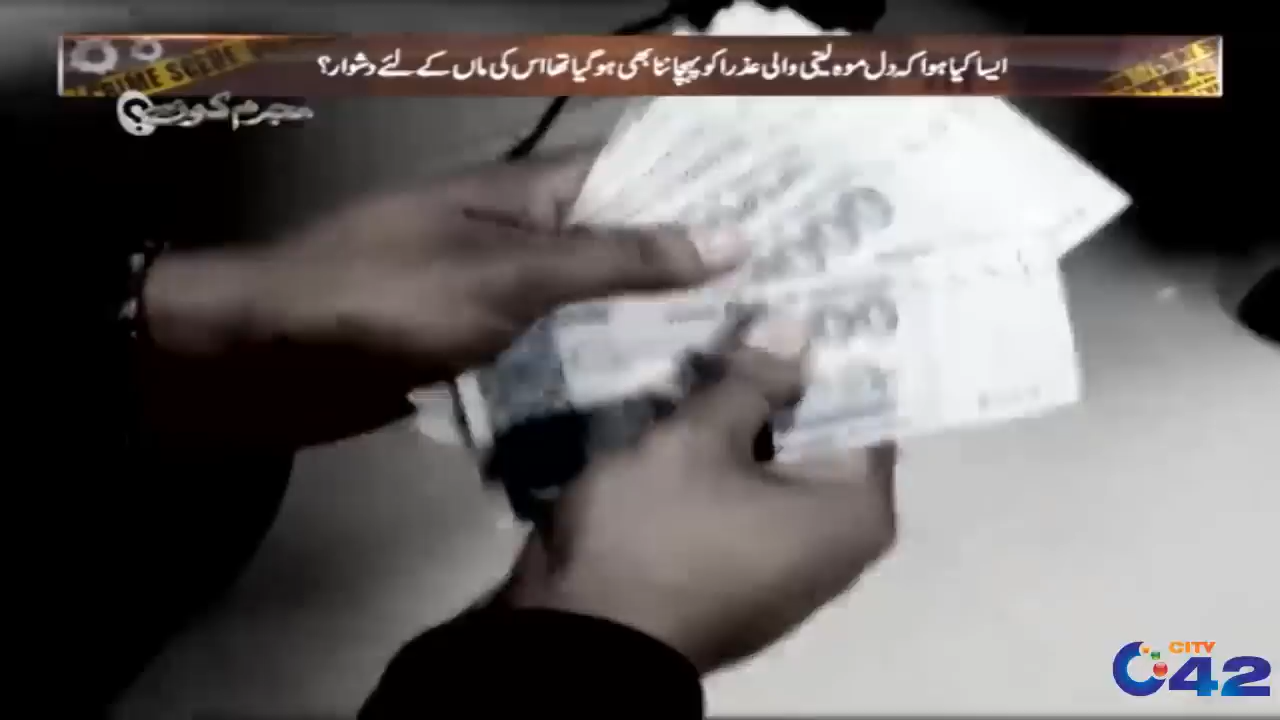 ایسا کیا ہوا کہ دل موہ لیتی والی عذرا کو پہچاننا بھی ہو گیا تھا اس کی ماں کے لئے دشوار؟
CRIME SCENE
مجرم کون؟
CITY
42